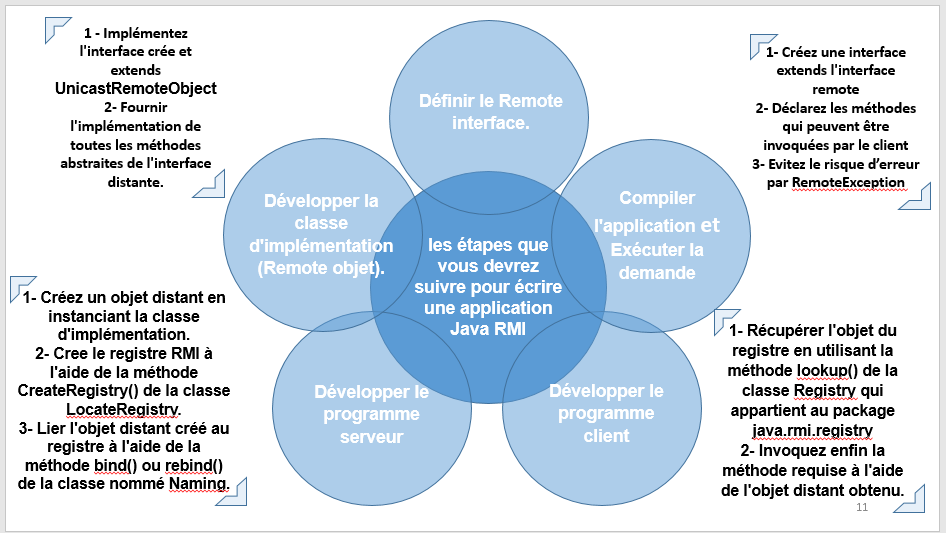 1 - Implémentez
l'interface crée et
extends
UnicastRemoteObject
2- Fournir
l'implémentation de
toutes les méthodes
abstraites de l'interface
distante.
Définir le Remote
interface.
1- Créez une interface
extends l'interface
remote
2- Déclarez les méthodes
qui peuvent être
invoquées par le client
3- Evitez le risque d’erreur
par RemoteException
Développer la
classe
d'implémentation
(Remote objet).
les étapes que
vous devrez
suivre pour écrire
une application
Java RMI
Compiler
l'application et
Exécuter la
demande
1- Créez un objet distant en
instanciant la classe
d'implémentation.
2- Cree le registre RMI à
l'aide de la méthode
CreateRegistry() de la classe
LocateRegistry.
3- Lier l'objet distant créé au
registre à l'aide de la
méthode bind() ou rebind()
de la classe nommé Naming.
Développer le
programme
serveur
Développer le
programme
client
1- Récupérer l'objet du
registre en utilisant la
méthode lookup() de la
classe Registry qui
appartient au package
java.rmi.registry
2- Invoquez enfin la
méthode requise à l'aide
de l'objet distant obtenu.
11